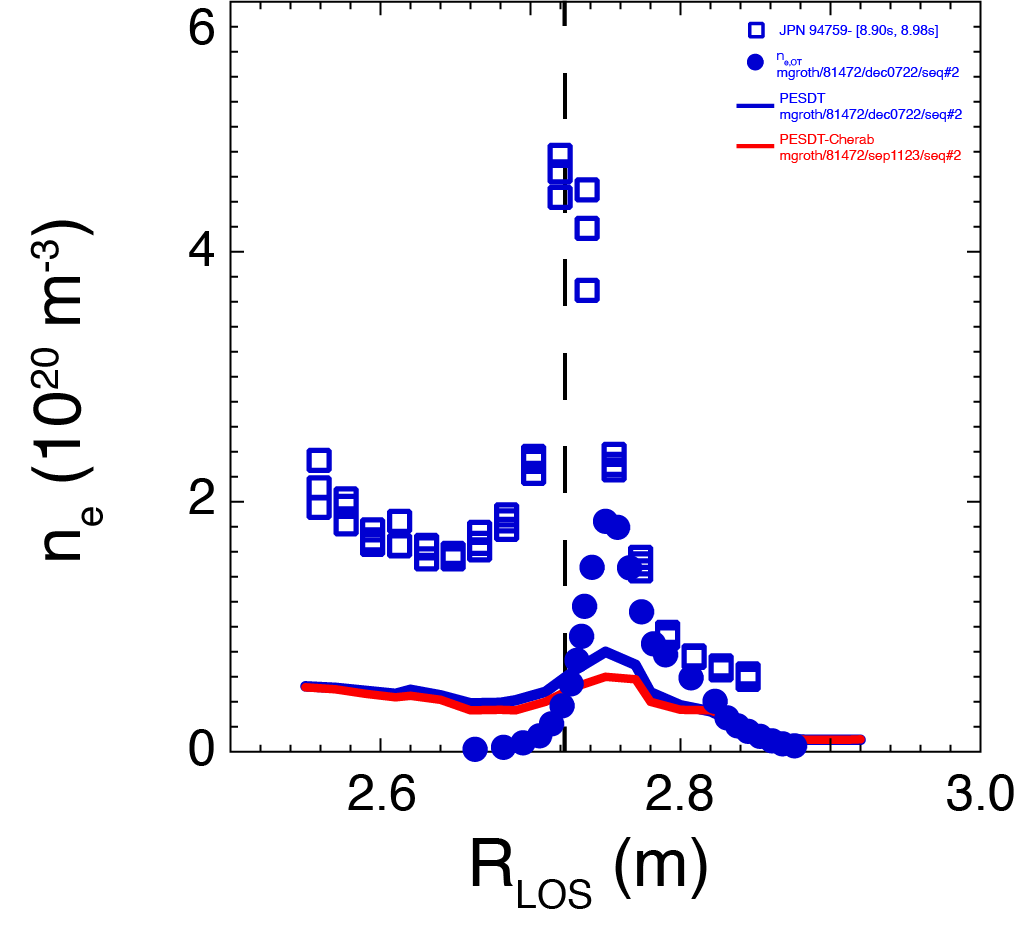 6
4
2
0
2.6
2.8
3.0
n_e (10^20 m^-3)
R_LOS (m)
JPN 94759- [8.90s, 8.98s]
n_e,OT
mgroth/81472/dec0722/seq#2
PESDT
mgroth/81472/dec0722/seq#2
PESDT-Cherab
mgroth/81472/sep1123/seq#2